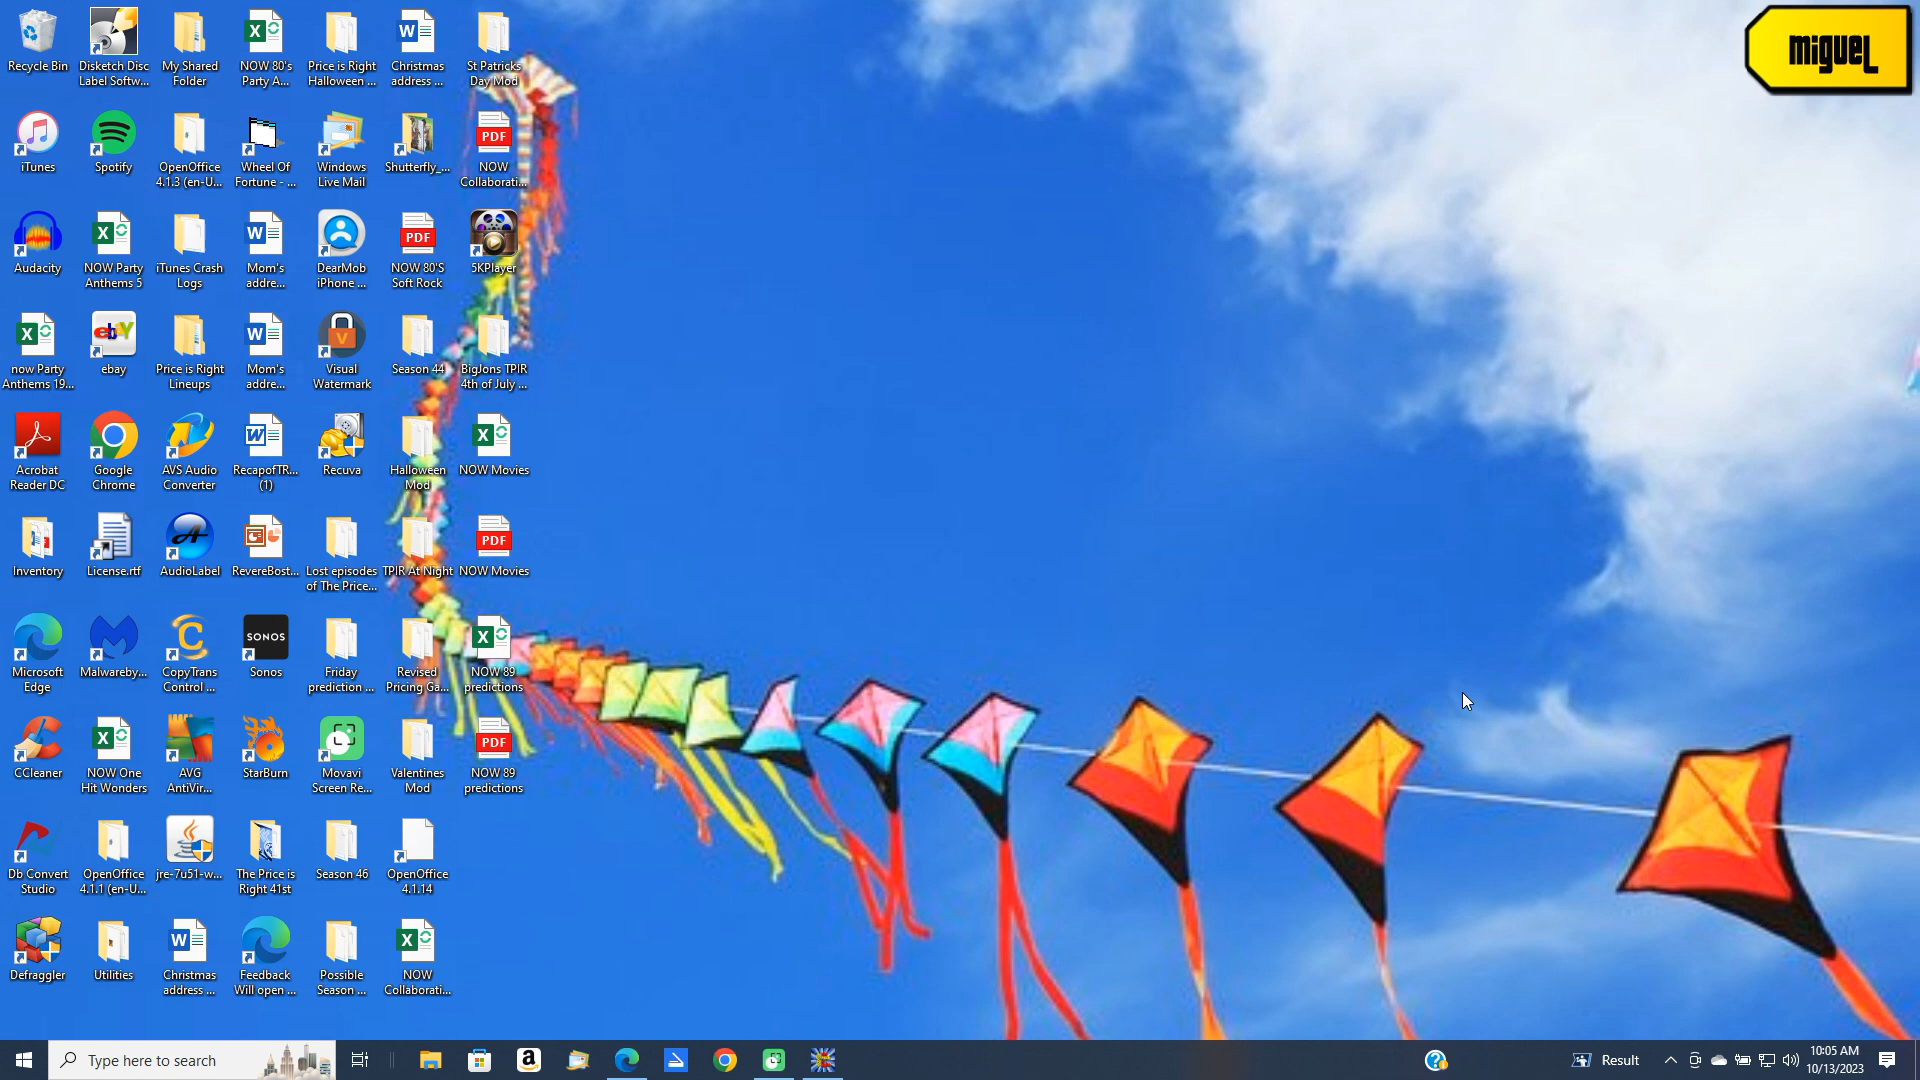 miguel
Recycle Bin
Disketch Disc
Label Softw...
My Shared
Folder
NOW 80's
Party A...
Price is Right
Halloween ...
Christmas
address ...
St Patricks
Day Mod
iTunes
Spotify
OpenOffice
4.1.3 (en-U...
Wheel Of
Fortune - ...
Windows
Live Mail
Shutterfly_...
PDF
NOW
Collaborati...
Audacity
NOW Party
Anthems 5
iTunes Crash
Logs
Mom's
addre...
DearMob
iPhone ...
PDF
NOW 80'S
Soft Rock
5KPlayer
now Party
Anthems 19...
ebay
ebay
Price is Right
Lineups
Mom's
addre...
Visual
Watermark
Season 44
BigJons TPIR
4th of July ...
Acrobat
Reader DC
Google
Chrome
AVS Audio
Converter
RecapofTR...
(1)
Recuva
Halloween
Mod
NOW Movies
Inventory
License.rtf
AudioLabel
RevereBost...
Lost episodes
of The Price...
TPIR At Night
PDF
NOW Movies
Microsoft
Edge
Malwareby...
CopyTrans
Control ...
SONOS
Sonos
Friday
prediction ...
Revised
Pricing Ga...
NOW 89
predictions
CCleaner
NOW One
Hit Wonders
AVG
AntiVir...
StarBurn
Movavi
Screen Re...
Valentines
Mod
PDF
NOW 89
predictions
Db Convert
Studio
OpenOffice
4.1.1 (en-U...
jre-7u51-w...
The Price is
Right 41st
Season 46
OpenOffice
4.1.14
Defraggler
Utilities
Christmas
address ...
Feedback
Will open ...
Possible
Season ...
NOW
Collaborati...
Type here to search
Result
10:05 AM
10/13/2023